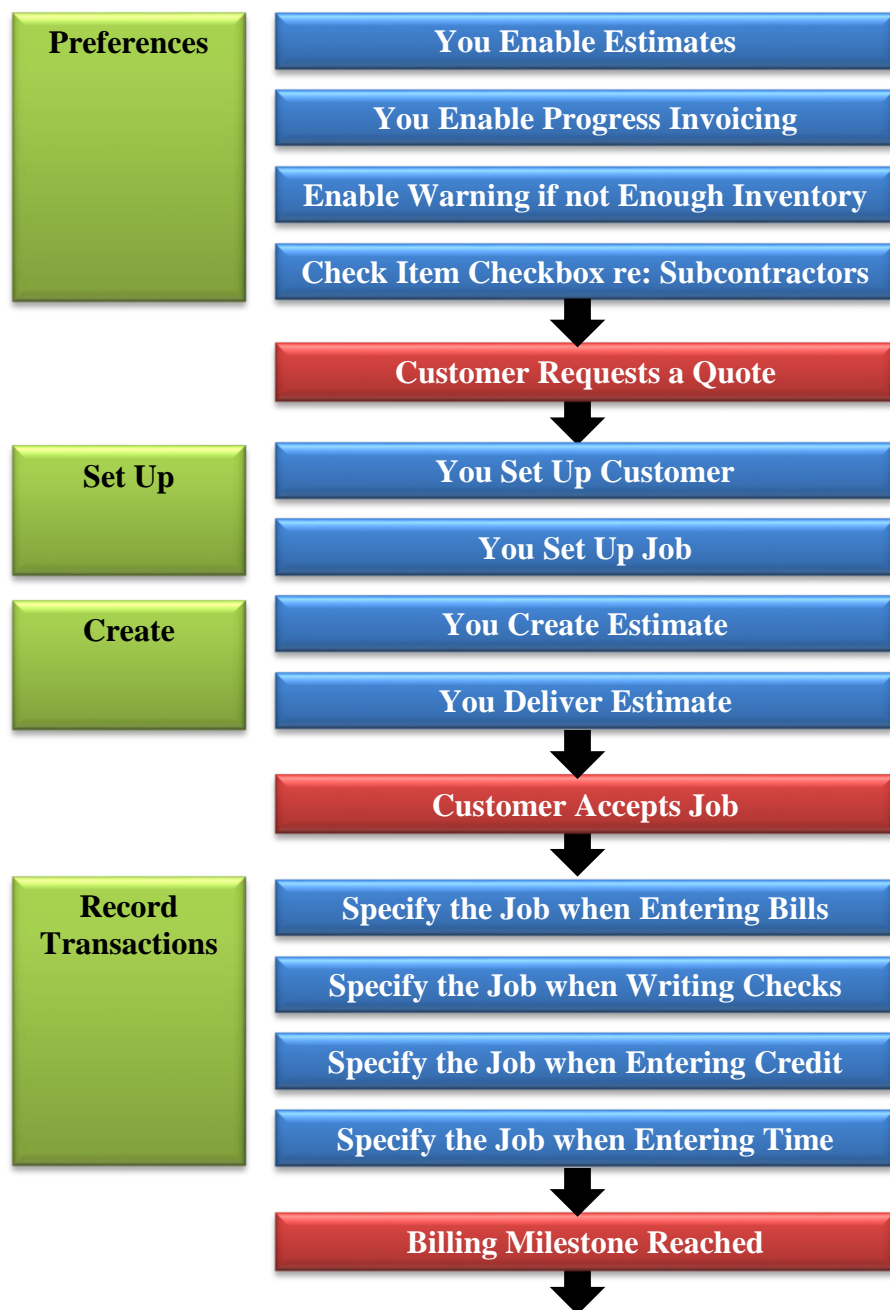 Preferences
You Enable Estimates
You Enable Progress Invoicing
Enable Warning if not Enough Inventory
Check Item Checkbox re: Subcontractors
Customer Requests a Quote
Set Up
You Set Up Customer
You Set Up Job
Create
You Create Estimate
You Deliver Estimate
Customer Accepts Job
Record
Transactions
Specify the Job when Entering Bills
Specify the Job when Writing Checks
Specify the Job when Entering Credit
Specify the Job when Entering Time
Billing Milestone Reached